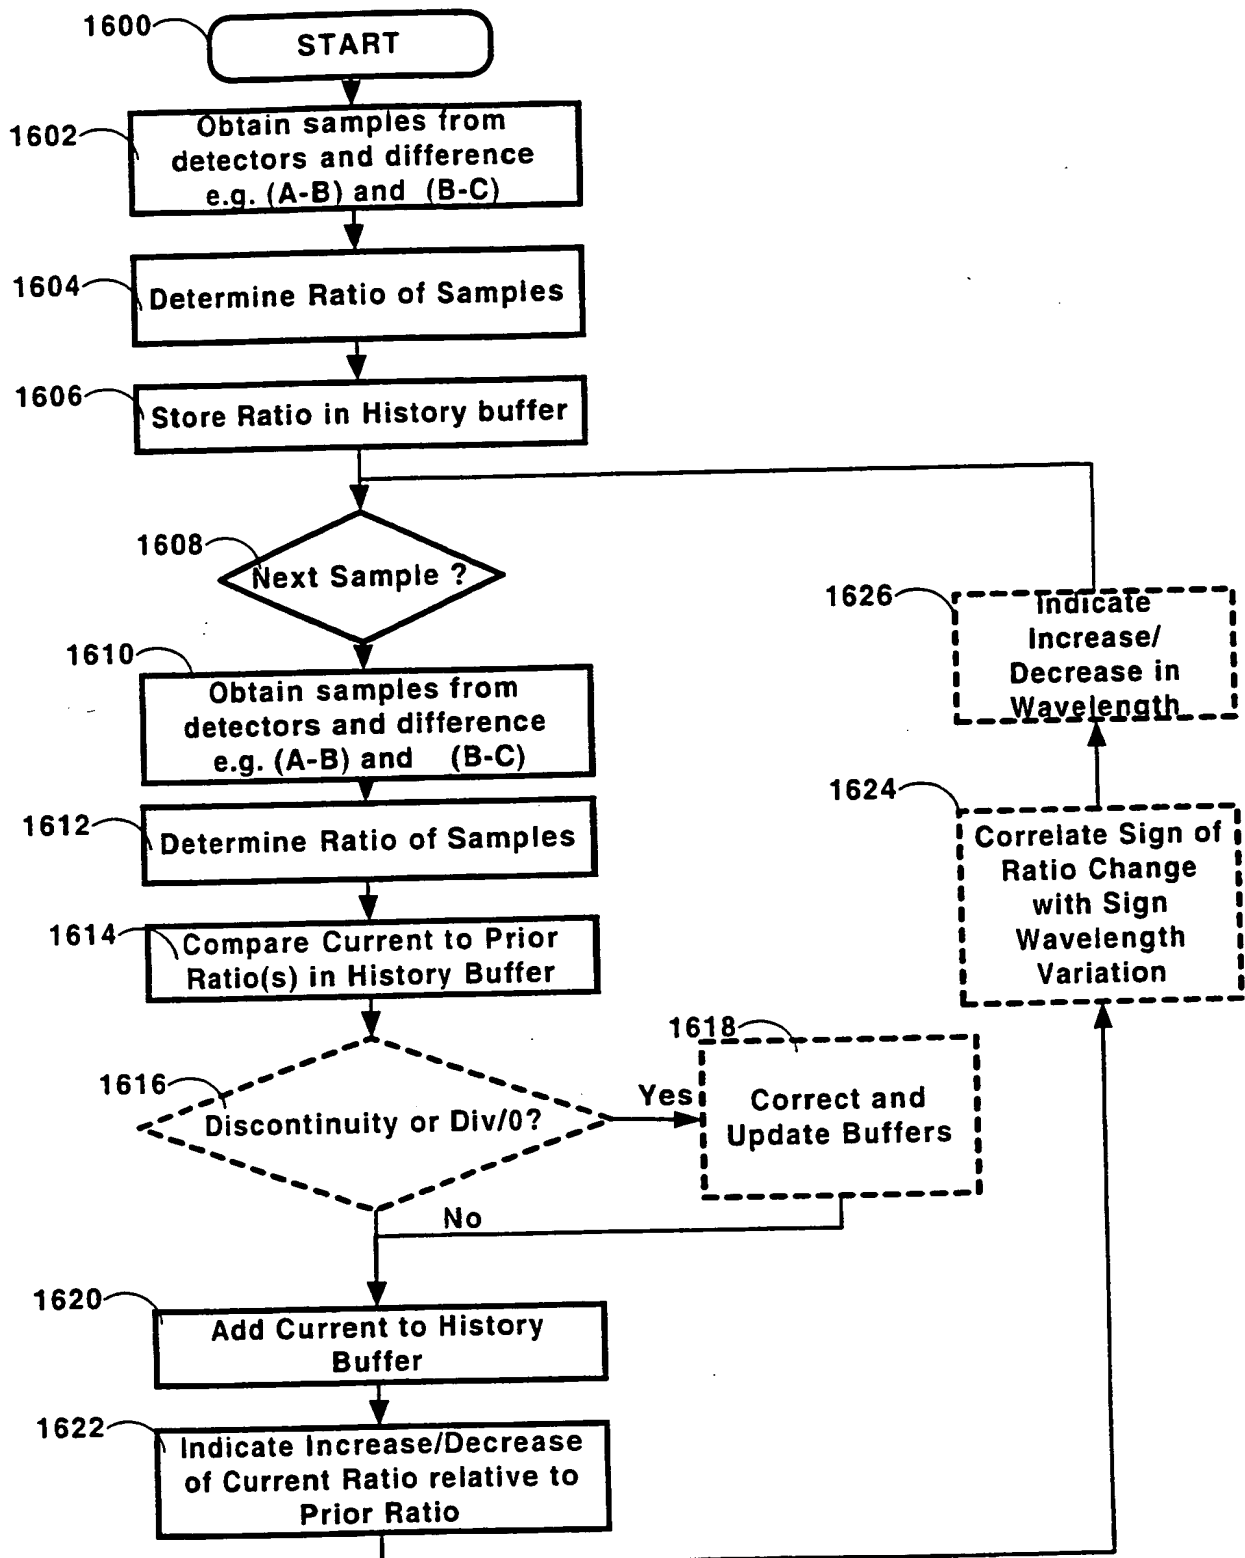 1600
START
1602
Obtain samples from
detectors and difference
e.g. (A-B) and (B-C)
1604
Determine Ratio of Samples
1606
Store Ratio in History buffer
1608
Next Sample ?
1610
Obtain samples from
detectors and difference
e.g. (A-B) and (B-C)
1612
Determine Ratio of Samples
1614
Compare Current to Prior
Ratio(s) in History Buffer
1616
Discontinuity or Div/0?
Yes
1618
Correct and
Update Buffers
No
1620
Add Current to History
Buffer
1622
Indicate Increase/Decrease
of Current Ratio relative to
Prior Ratio
1624
Correlate Sign of
Ratio Change
with Sign
Wavelength
Variation
1626
Indicate
Increase/
Decrease in
Wavelength